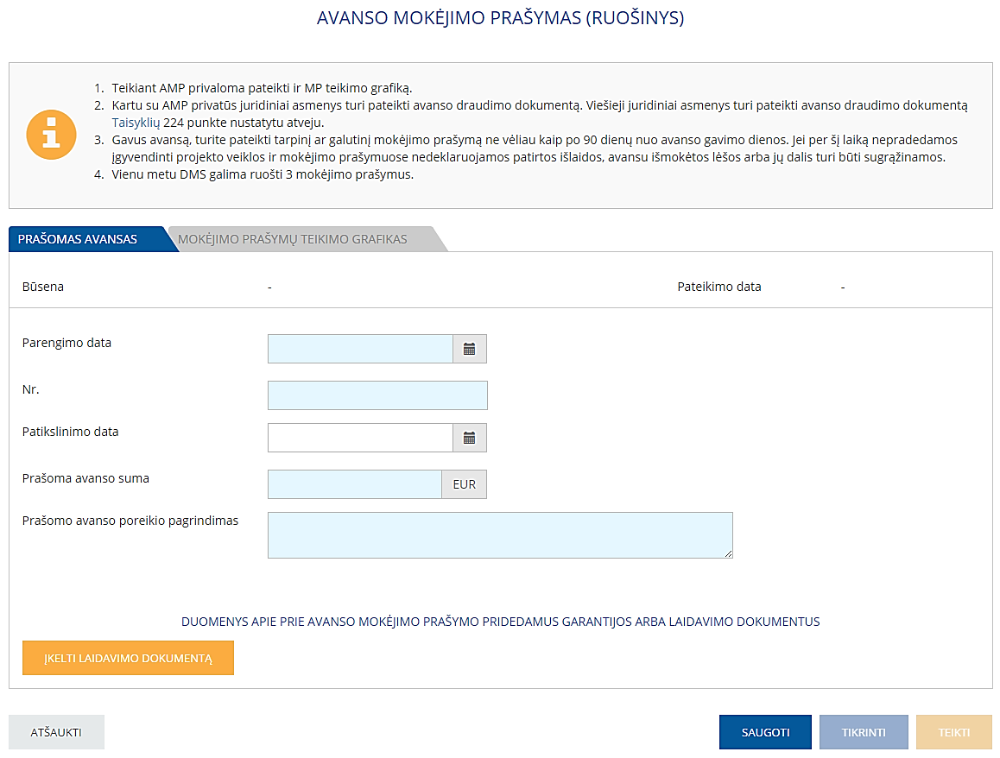 AVANSO MOKĖJIMO PRAŠYMAS (RUOŠINYS)
1. Teikiant AMP privaloma pateikti ir MP teikimo grafiką.
2. Kartu su AMP privatūs juridiniai asmenys turi pateikti avanso draudimo dokumentą. Viešieji juridiniai asmenys turi pateikti avanso draudimo dokumentą
Taisyklių 224 punkte nustatytu atveju.
3. Gavus avansą, turite pateikti tarpinį ar galutinį mokėjimo prašymą ne vėliau kaip po 90 dienų nuo avanso gavimo dienos. Jei per šį laiką nepradedamos
įgyvendinti projekto veiklos ir mokėjimo prašymuose nedeklaruojamos patirtos išlaidos, avansu išmokėtos lėšos arba jų dalis turi būti sugrąžinamos.
4. Vienu metu DMS galima ruošti 3 mokėjimo prašymus.
PRAŠOMAS AVANSAS MOKĖJIMO PRAŠYMŲ TEIKIMO GRAFIKAS
Būsena - Pateikimo data -
Parengimo data
Nr.
Patikslinimo data
Prašoma avanso suma EUR
Prašomo avanso poreikio pagrindimas
DUOMENYS APIE PRIE AVANSO MOKĖJIMO PRAŠYMO PRIDEDAMUS GARANTIJOS ARBA LAIDAVIMO DOKUMENTUS
ĮKELTI LAIDAVIMO DOKUMENTĄ
ATŠAUKTI SAUGOTI TIKRINTI TEIKTI